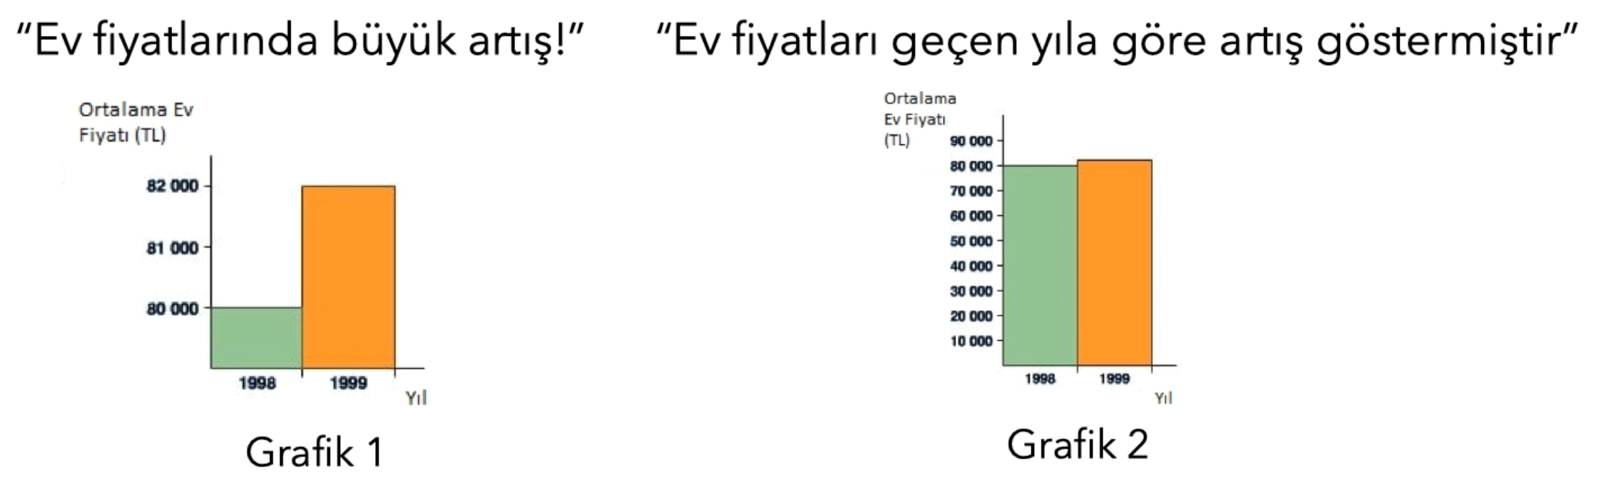 “Ev fiyatlarında büyük artış!”
Ortalama Ev
Fiyatı (TL)
82 000
81 000
80 000
1998 1999
Yıl
Grafik 1
“Ev fiyatları geçen yıla göre artış göstermiştir”
Ortalama
Ev Fiyatı
(TL)
90 000
80 000
70 000
60 000
50 000
40 000
30 000
20 000
10 000
1998 1999
Yıl
Grafik 2